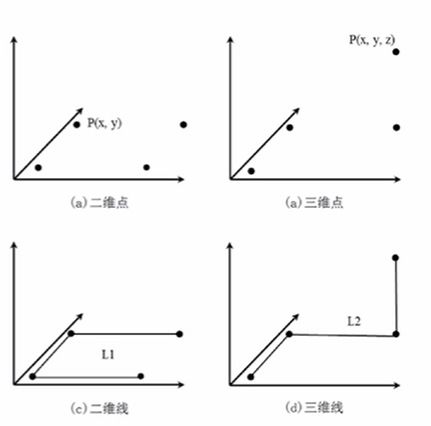 P(x, y, z)
P(x, y)
(a)二维点
(a)三维点
L1
L2
(c)二维线
(d)三维线